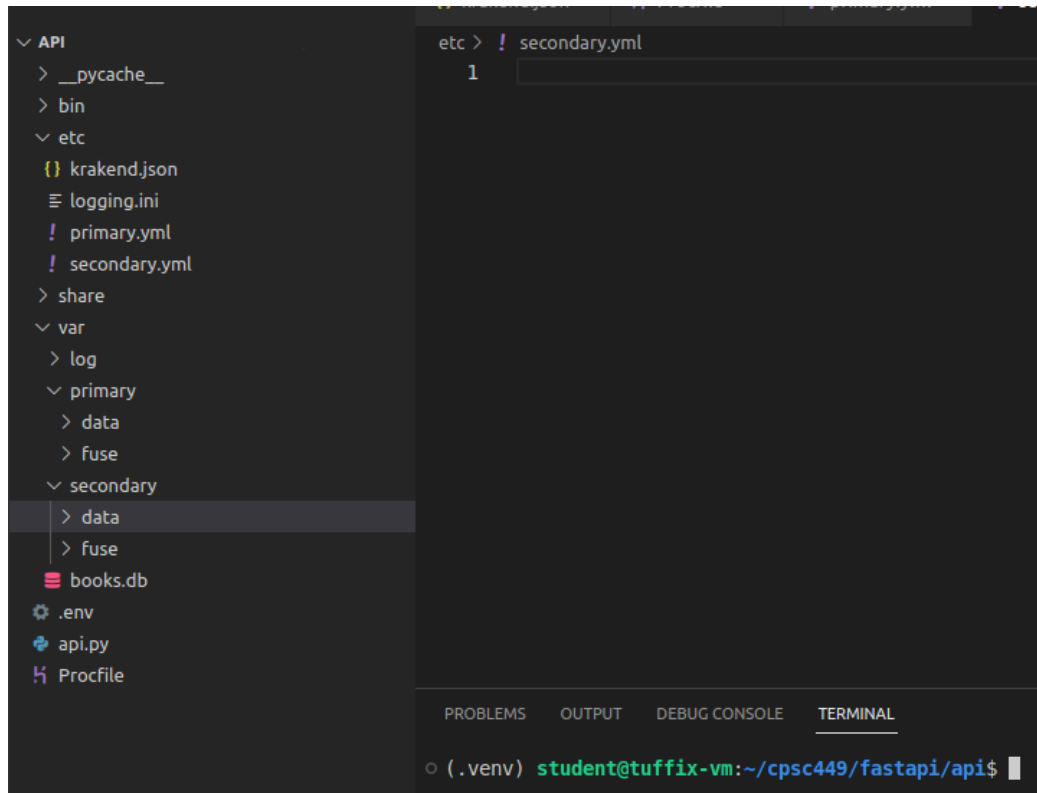 API
__pycache__
bin
etc
krakend.json
logging.ini
primary.yml
secondary.yml
share
var
log
primary
data
fuse
secondary
data
fuse
books.db
.env
api.py
Procfile
etc > ! secondary.yml
1
PROBLEMS OUTPUT DEBUG CONSOLE TERMINAL
(.venv) student@tuffix-vm:~/cpsc449/fastapi/api$